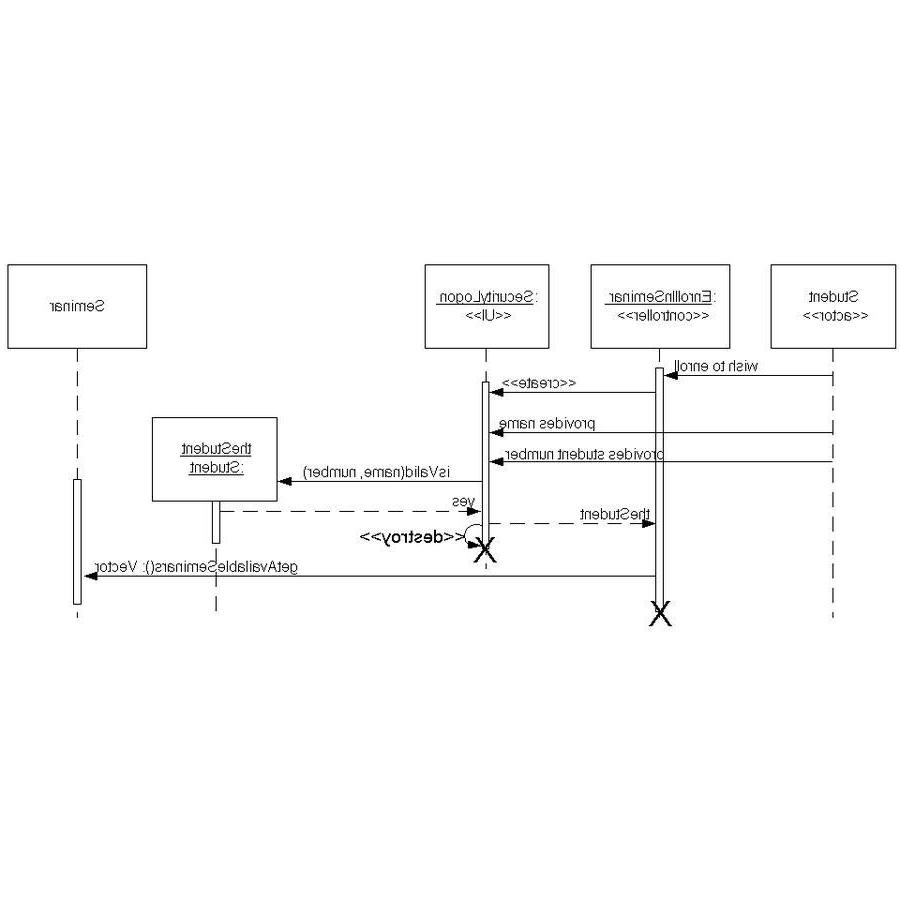 Student
<<actor>>
:EnrollInSeminar
<<controller>>
:SecurityLogon
<<UI>>
Seminar
wish to enroll
<<create>>
provides name
provides student number
theStudent
:Student
isValid(name, number)
yes
theStudent
<<destroy>>
getAvailableSeminars(): Vector